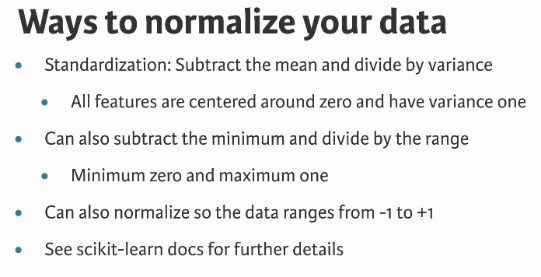 Ways to normalize your data
• Standardization: Subtract the mean and divide by variance
• All features are centered around zero and have variance one
• Can also subtract the minimum and divide by the range
• Minimum zero and maximum one
• Can also normalize so the data ranges from -1 to +1
• See scikit-learn docs for further details